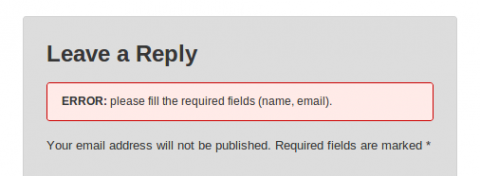 Leave a Reply
ERROR: please fill the required fields (name, email).
Your email address will not be published. Required fields are marked *